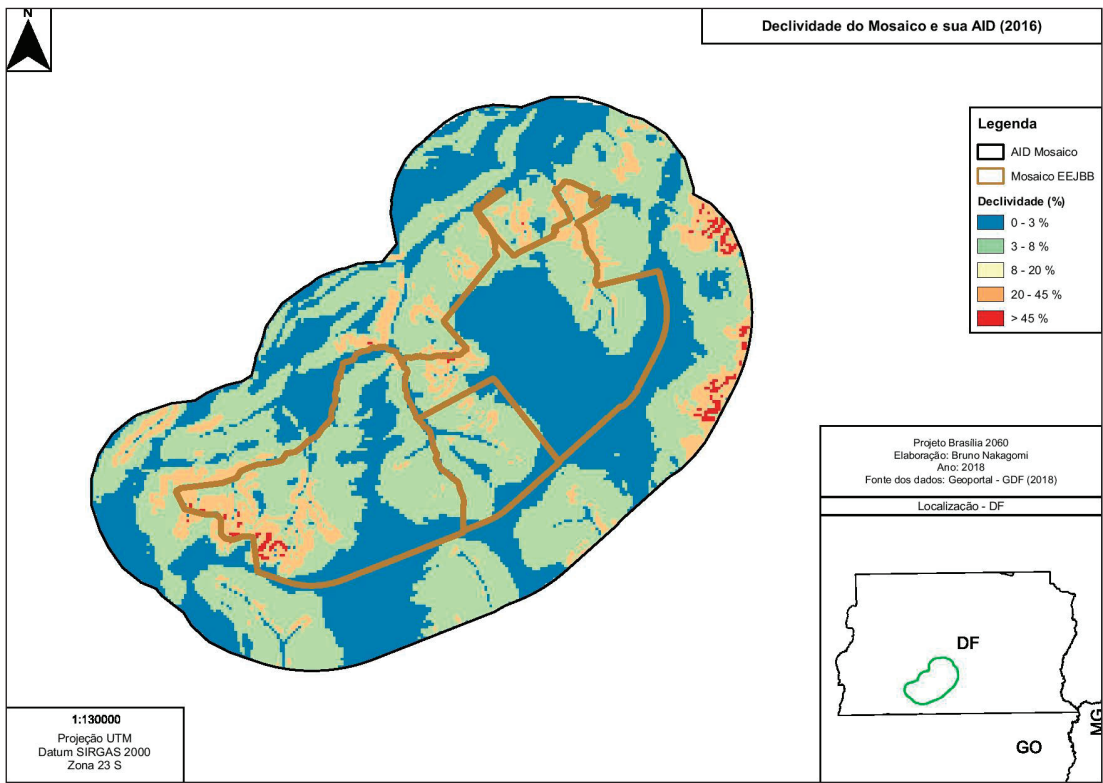 N
Declividade do Mosaico e sua AID (2016)
Legenda
AID Mosaico
Mosaico EEJBB
Declividade (%)
0 - 3 %
3 - 8 %
8 - 20 %
20 - 45 %
> 45 %
Projeto Brasília 2060
Elaboração: Bruno Nakagomi
Ano: 2018
Fonte dos dados: Geoportal - GDF (2018)
Localização - DF
DF
GO
MG
1:130000
Projeção UTM
Datum SIRGAS 2000
Zona 23 S